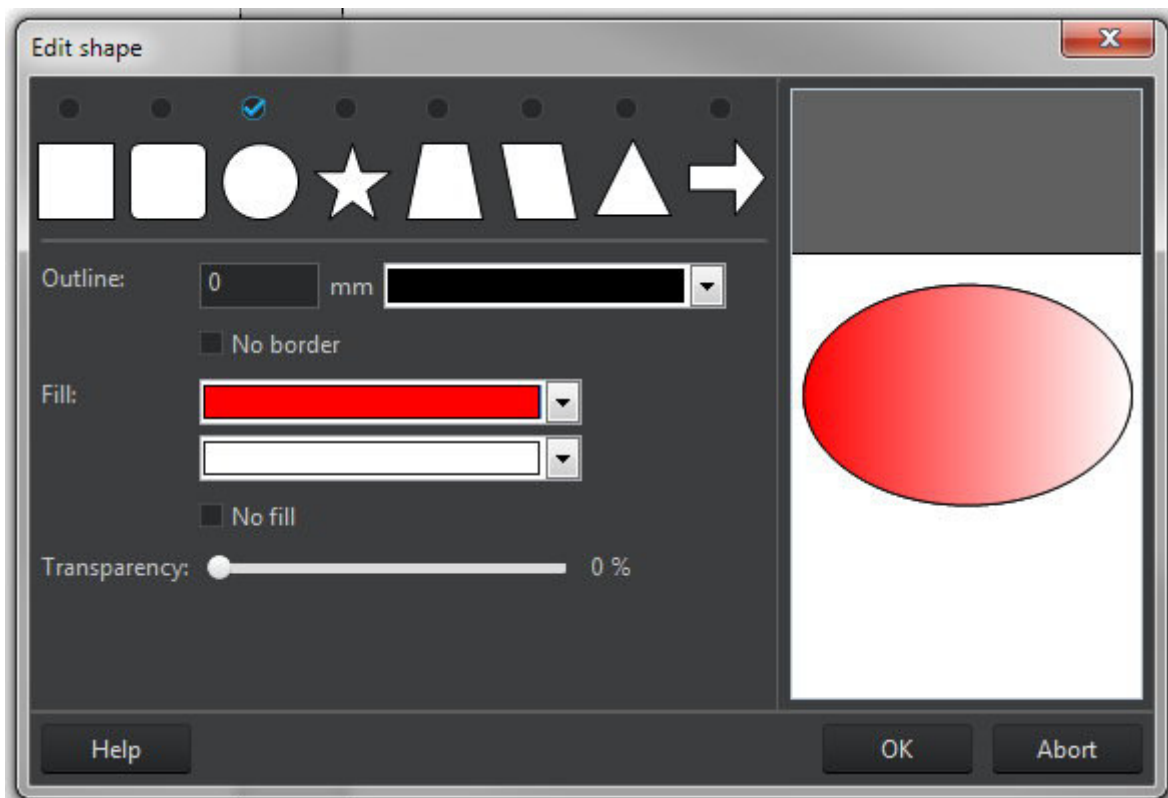 Edit shape
Outline: 0 mm
No border
Fill:
No fill
Transparency: 0 %
Help OK Abort